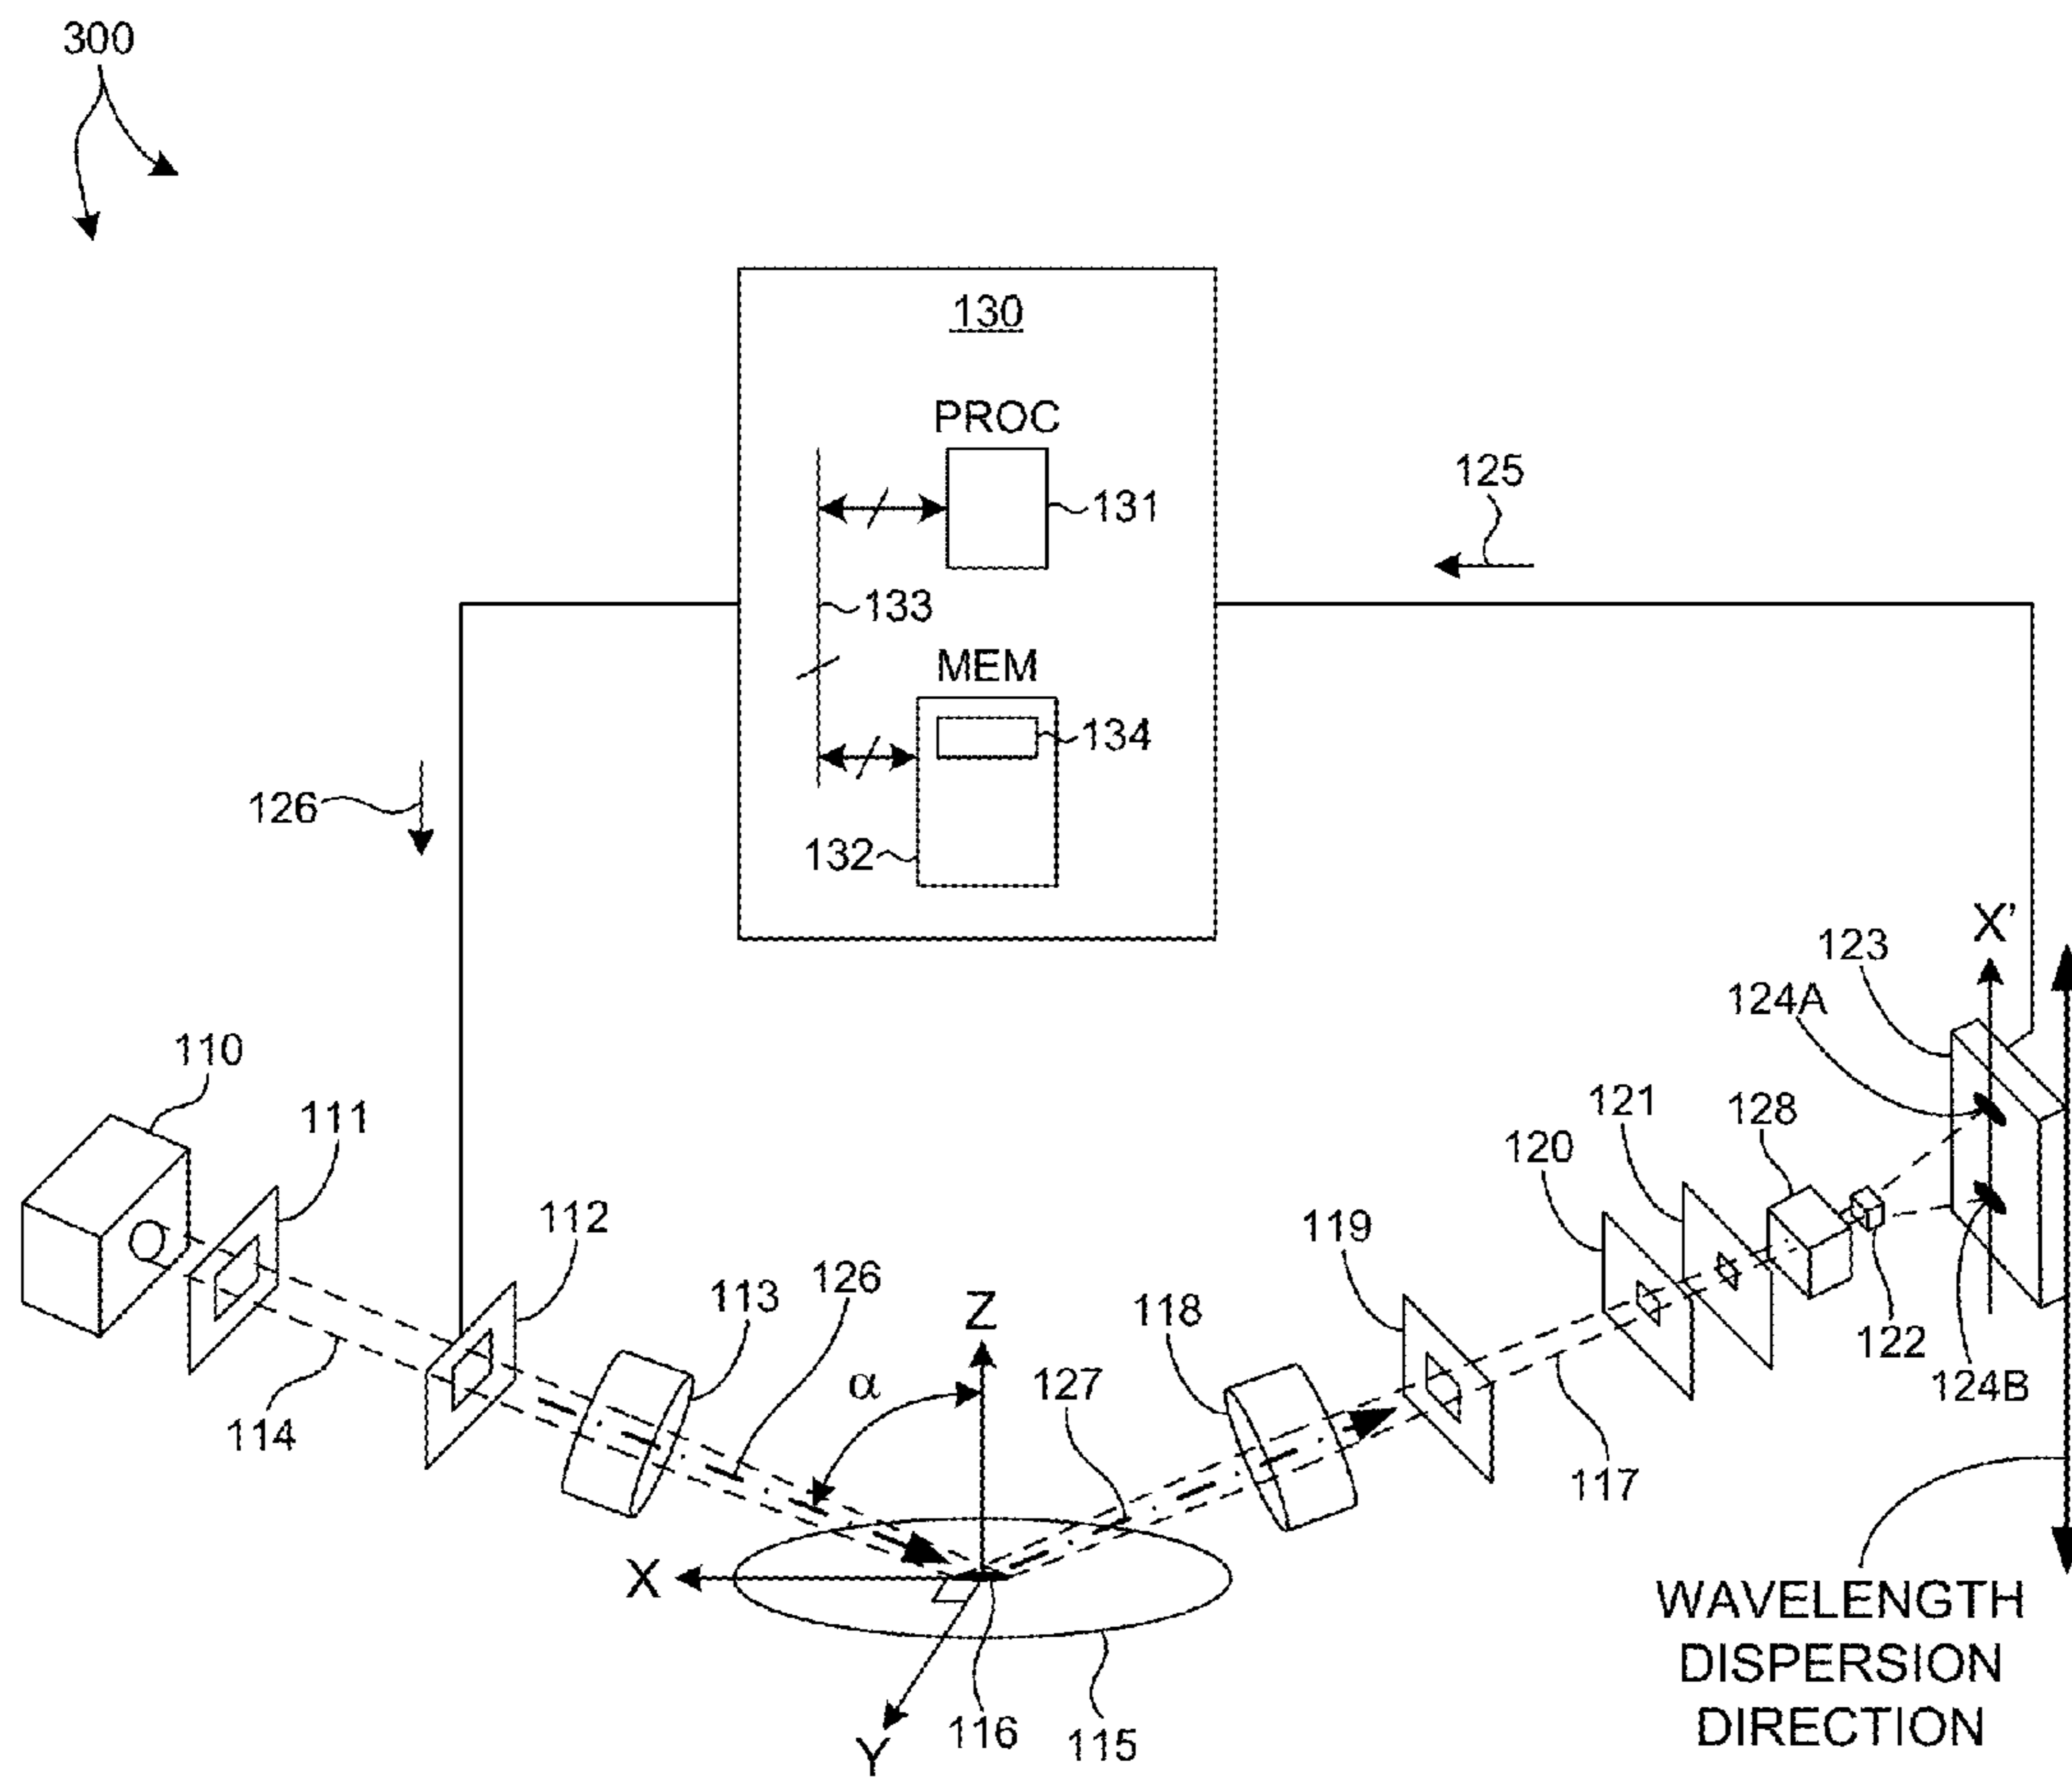 300
130
PROC
131
125
133
MEM
134
126
132
X'
123
124A
110
111
121
128
120
112
119
126
113
Z
118
α
127
122
124B
114
117
X
WAVELENGTH
DISPERSION
DIRECTION
116
115
Y